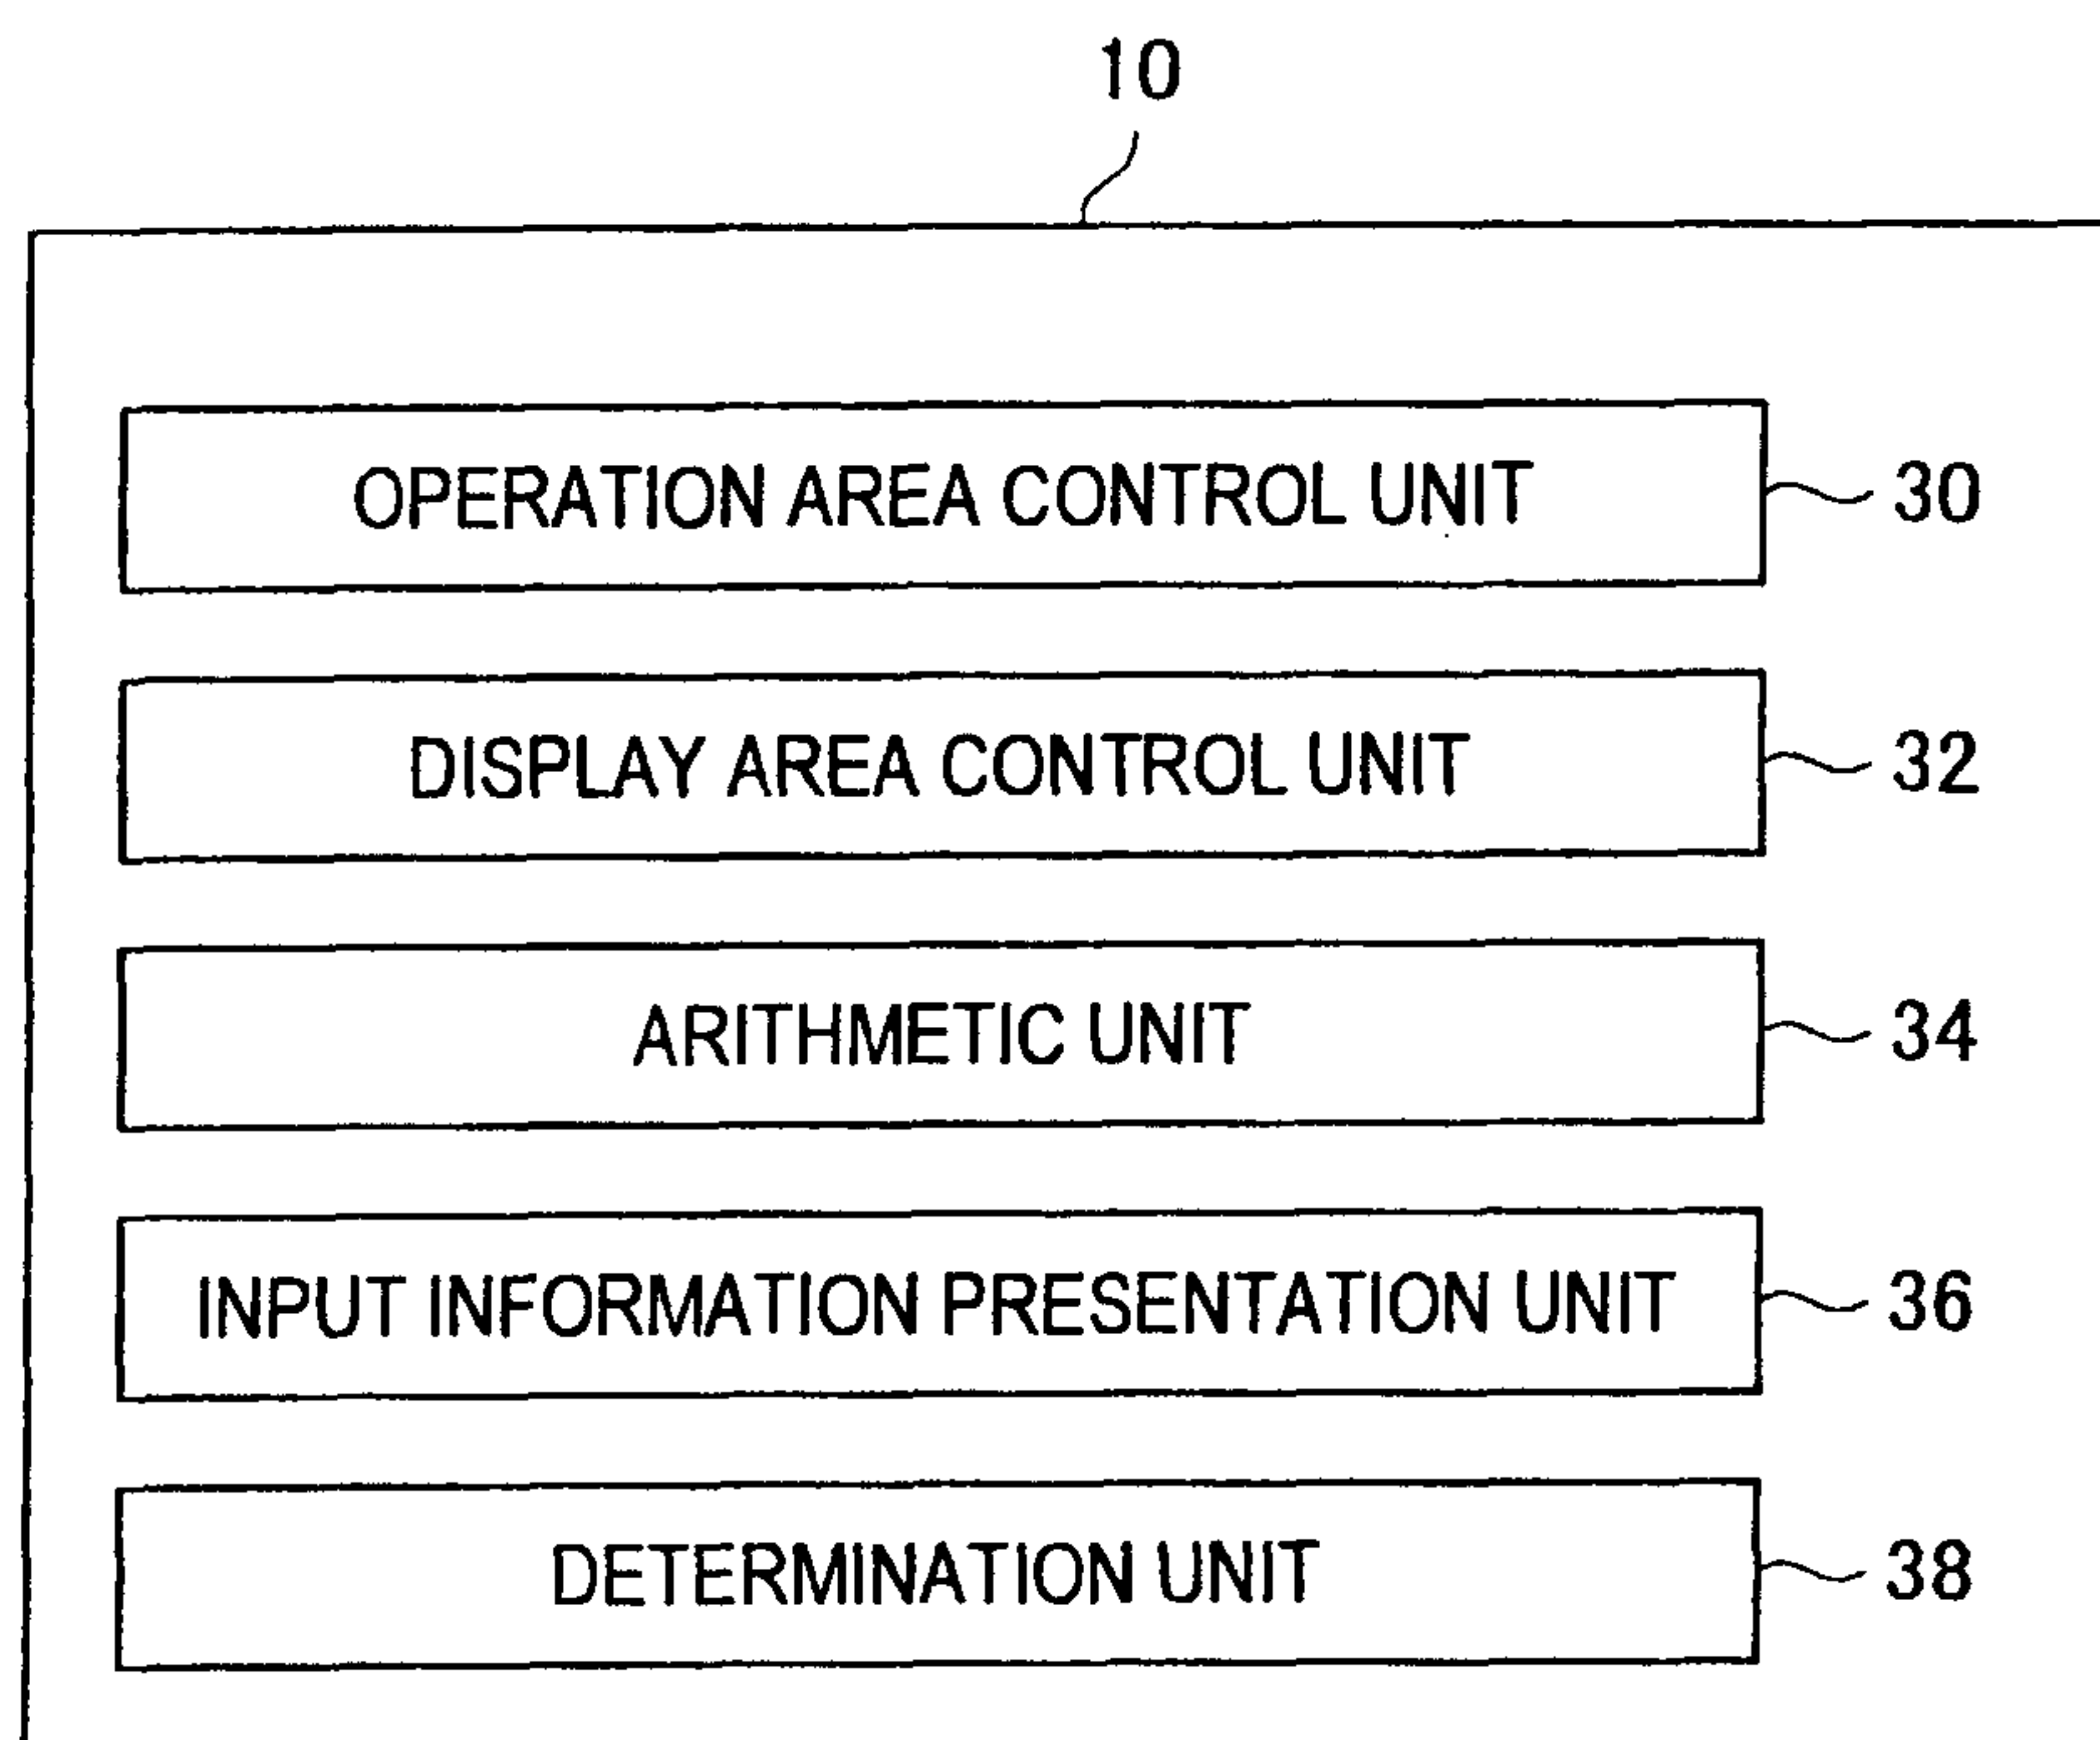 10
OPERATION AREA CONTROL UNIT 30
DISPLAY AREA CONTROL UNIT 32
ARITHMETIC UNIT 34
INPUT INFORMATION PRESENTATION UNIT 36
DETERMINATION UNIT 38